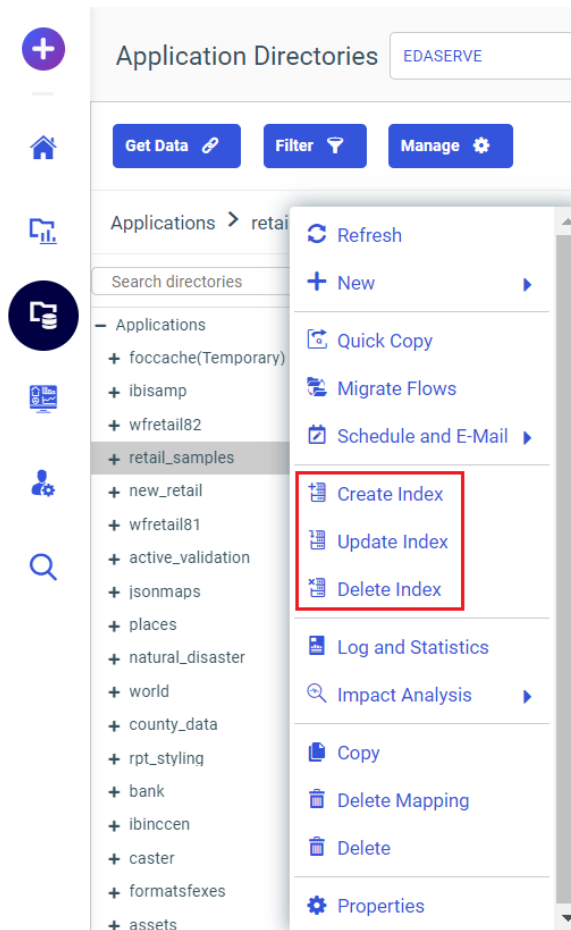 Application Directories
EDASERVE
Get Data
Filter
Manage
Applications > retai
Search directories
Applications
foccache(Temporary)
ibisamp
wfretail82
retail_samples
new_retail
wfretail81
active_validation
jsonmaps
places
natural_disaster
world
county_data
rpt_styling
bank
ibinccen
caster
formatsfexes
assets
Refresh
New
Quick Copy
Migrate Flows
Schedule and E-Mail
Create Index
Update Index
Delete Index
Log and Statistics
Impact Analysis
Copy
Delete Mapping
Delete
Properties